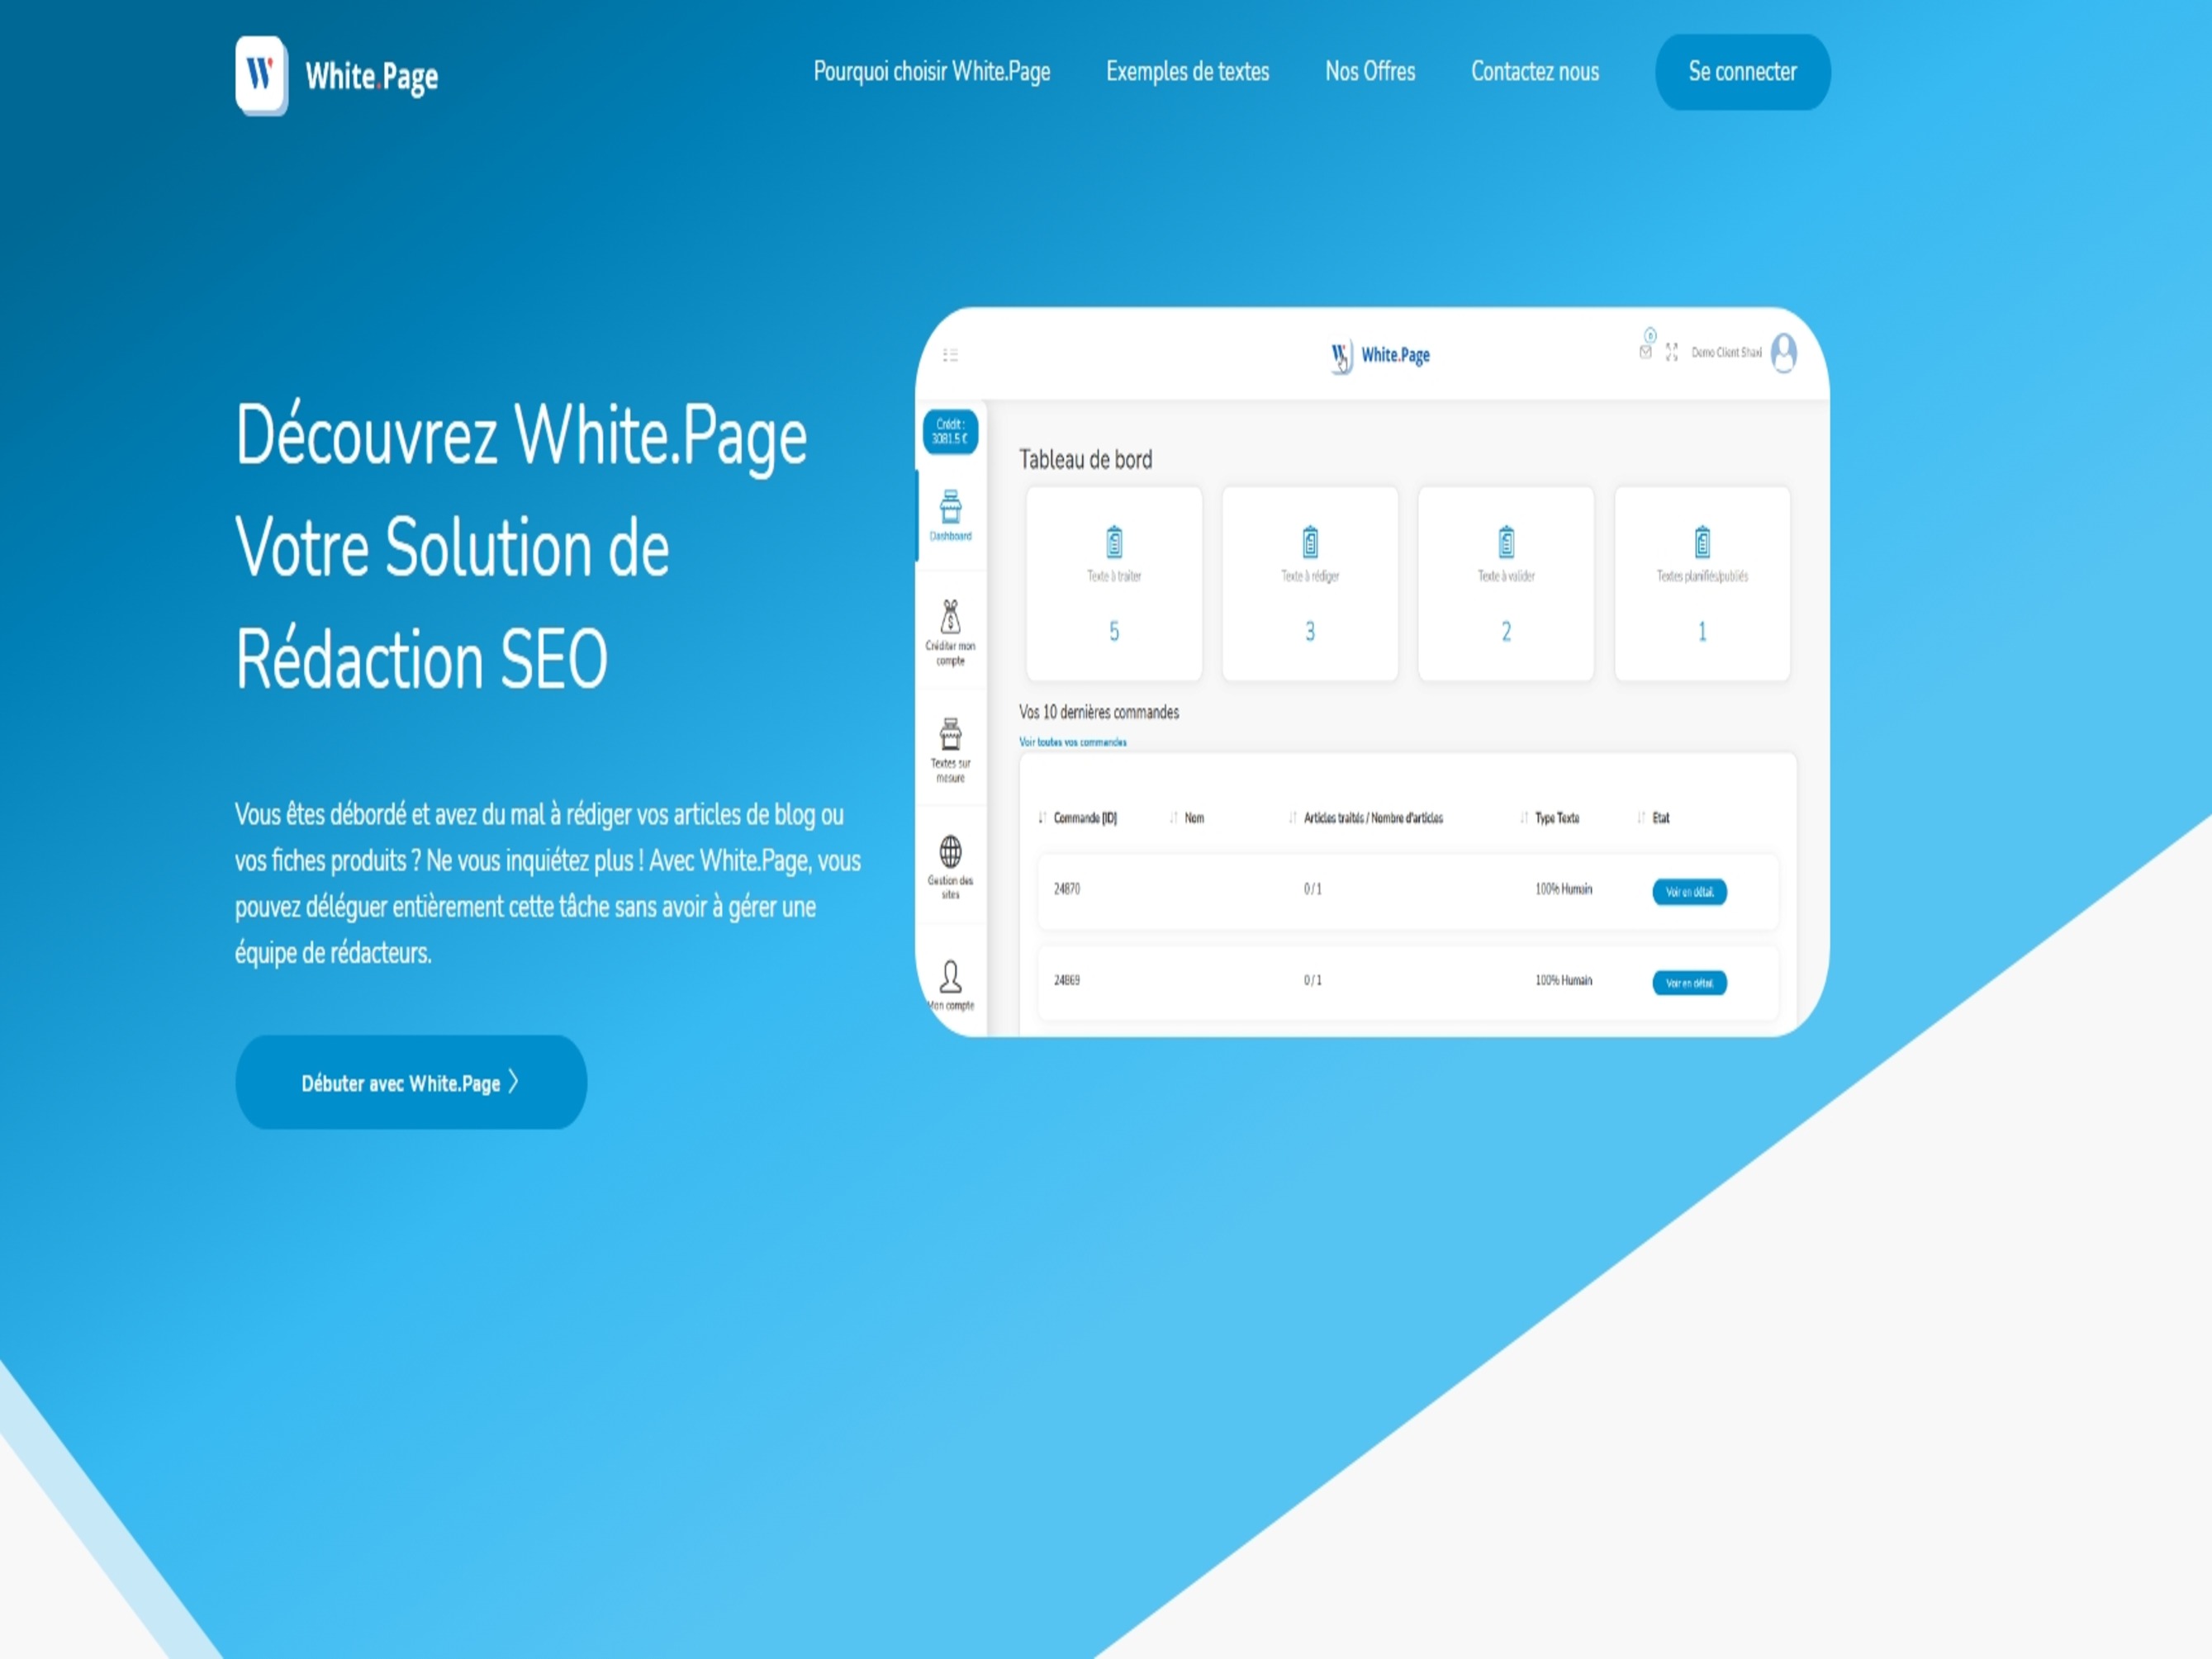 W White.Page
Pourquoi choisir White.Page
Exemples de textes
Nos Offres
Contactez nous
Se connecter
Découvrez White.Page
Votre Solution de
Rédaction SEO
Vous êtes débordé et avez du mal à rédiger vos articles de blog ou
vos fiches produits ? Ne vous inquiétez plus ! Avec White.Page, vous
pouvez déléguer entièrement cette tâche sans avoir à gérer une
équipe de rédacteurs.
Débuter avec White.Page
W White.Page
0
Demo Client Shaxi
Crédit :
3081.5 €
Dashboard
Créditer mon
compte
Textes sur
mesure
Gestion des
sites
Mon compte
Tableau de bord
Texte à traiter
5
Texte à rédiger
3
Texte à valider
2
Textes planifiés/publiés
1
Vos 10 dernières commandes
Voir toutes vos commandes
Commande [ID] Nom Articles traités / Nombre d'articles Type Texte Etat
24870 0 / 1 100% Humain Voir en détail
24869 0 / 1 100% Humain Voir en détail